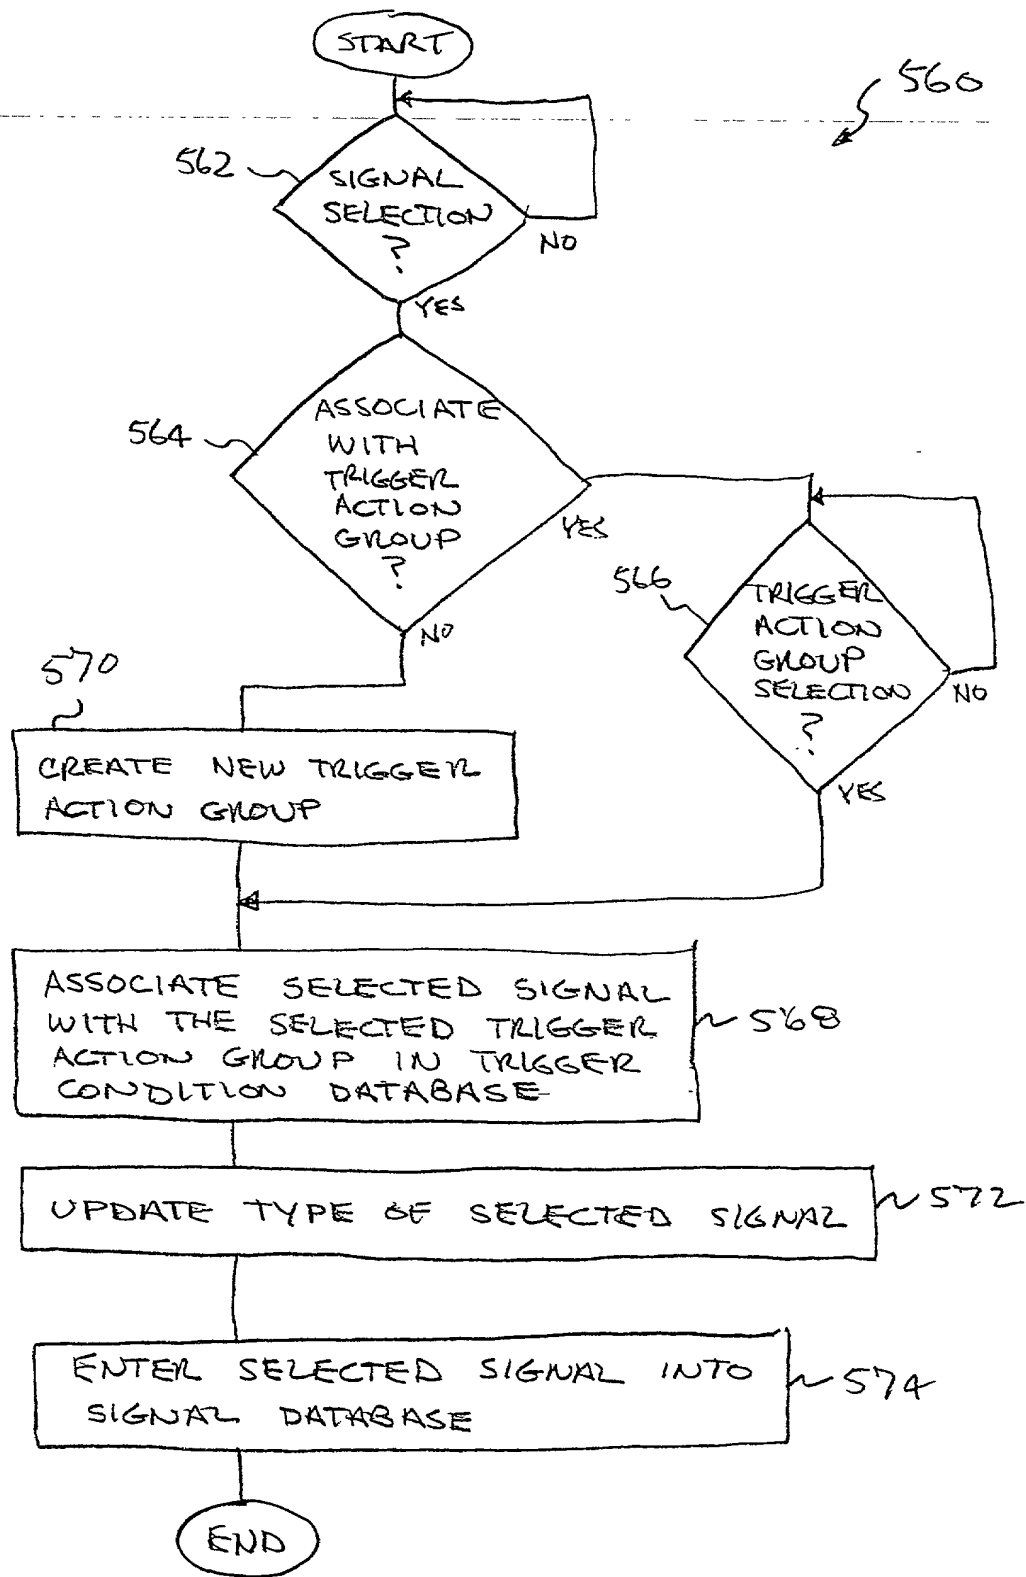 START
560
562
SIGNAL
SELECTION
?
NO
YES
564
ASSOCIATE
WITH
TRIGGER
ACTION
GROUP
?
YES
NO
566
TRIGGER
ACTION
GROUP
SELECTION
?
NO
YES
570
CREATE NEW TRIGGER
ACTION GROUP
ASSOCIATE SELECTED SIGNAL
WITH THE SELECTED TRIGGER
ACTION GROUP IN TRIGGER
CONDITION DATABASE
568
UPDATE TYPE OF SELECTED SIGNAL
572
ENTER SELECTED SIGNAL INTO
SIGNAL DATABASE
574
END